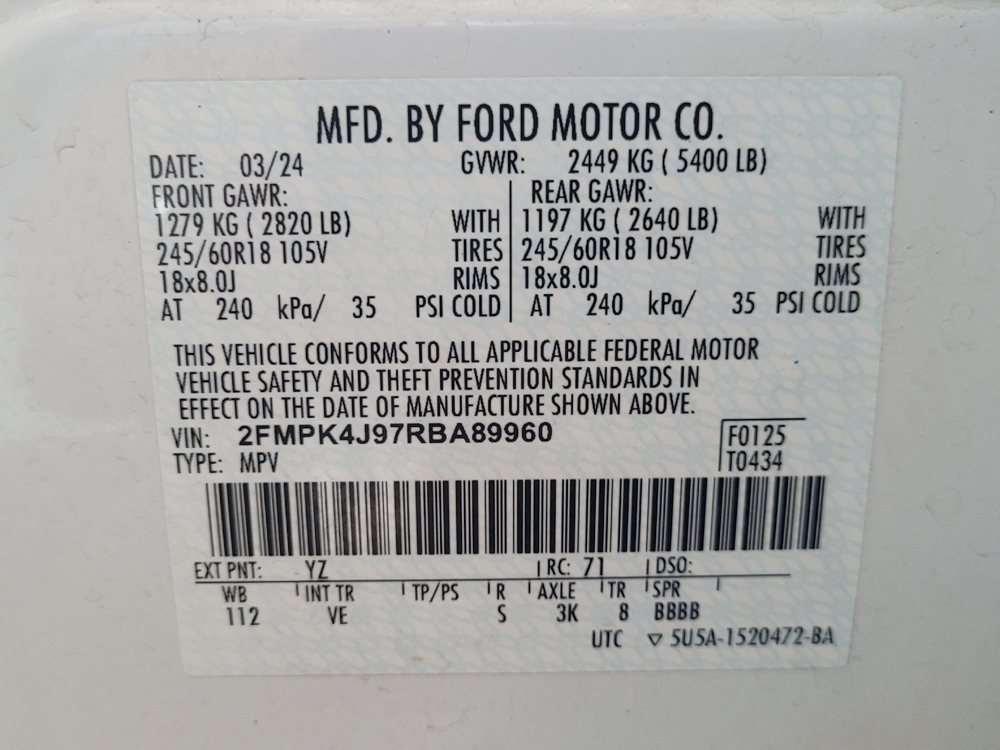 MFD. BY FORD MOTOR CO.
DATE: 03/24 GVWR: 2449 KG ( 5400 LB)
FRONT GAWR: REAR GAWR:
1279 KG ( 2820 LB) WITH 1197 KG ( 2640 LB) WITH
245/60R18 105V TIRES 245/60R18 105V TIRES
18x8.0J RIMS 18x8.0J RIMS
AT 240 kPa/ 35 PSI COLD AT 240 kPa/ 35 PSI COLD
THIS VEHICLE CONFORMS TO ALL APPLICABLE FEDERAL MOTOR
VEHICLE SAFETY AND THEFT PREVENTION STANDARDS IN
EFFECT ON THE DATE OF MANUFACTURE SHOWN ABOVE.
VIN: 2FMPK4J97RBA89960 F0125
TYPE: MPV T0434
EXT PNT: YZ RC: 71 DSO:
WB INT TR TP/PS R AXLE TR SPR
112 VE S 3K 8 BBBB
UTC ▽ 5U5A-1520472-BA